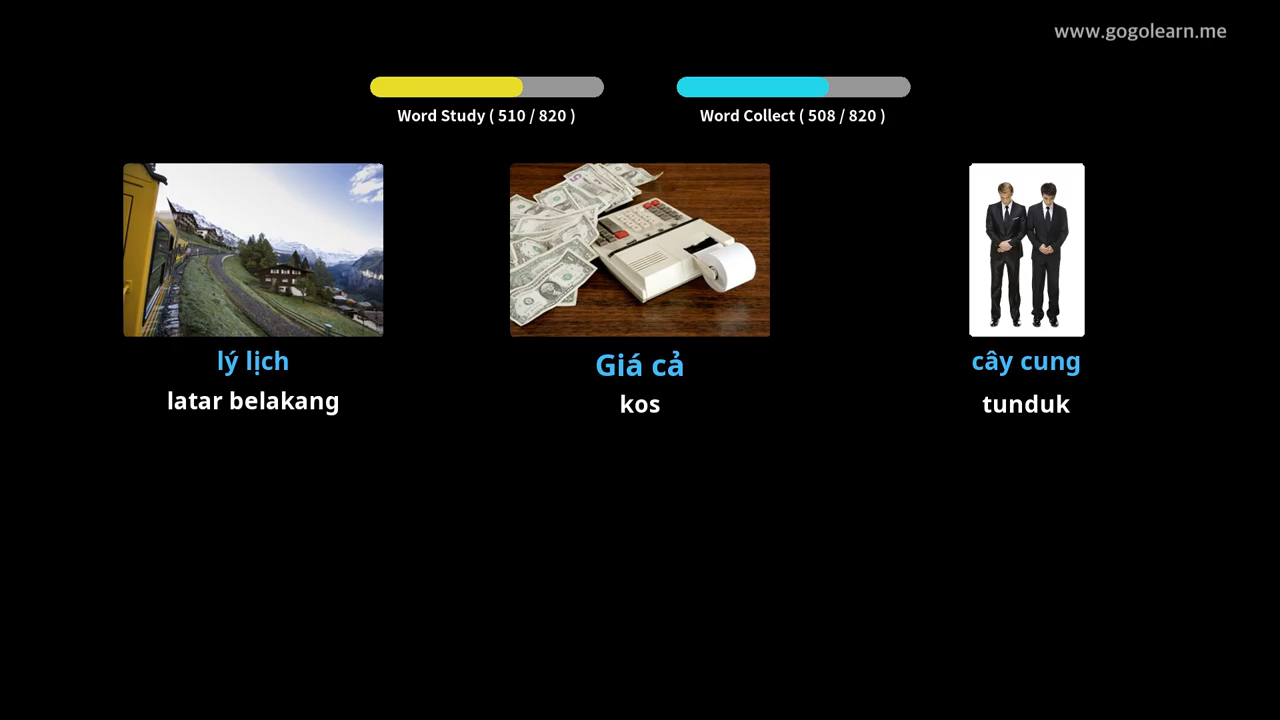 www.gogolearn.me
Word Study ( 510 / 820 )
Word Collect ( 508 / 820 )
lý lịch
latar belakang
Giá cả
kos
cây cung
tunduk